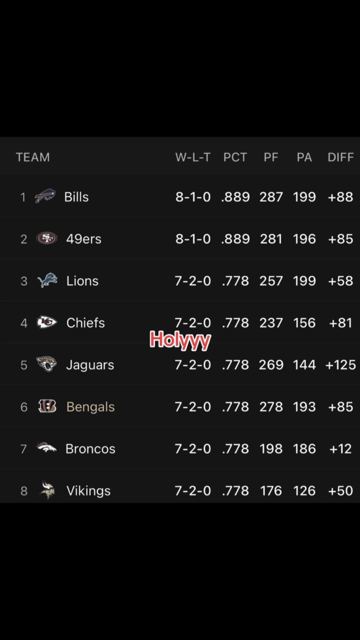 TEAM W-L-T PCT PF PA DIFF
1 Bills 8-1-0 .889 287 199 +88
2 49ers 8-1-0 .889 281 196 +85
3 Lions 7-2-0 .778 257 199 +58
4 Chiefs 7-2-0 .778 237 156 +81
Holyyy
5 Jaguars 7-2-0 .778 269 144 +125
6 Bengals 7-2-0 .778 278 193 +85
7 Broncos 7-2-0 .778 198 186 +12
8 Vikings 7-2-0 .778 176 126 +50